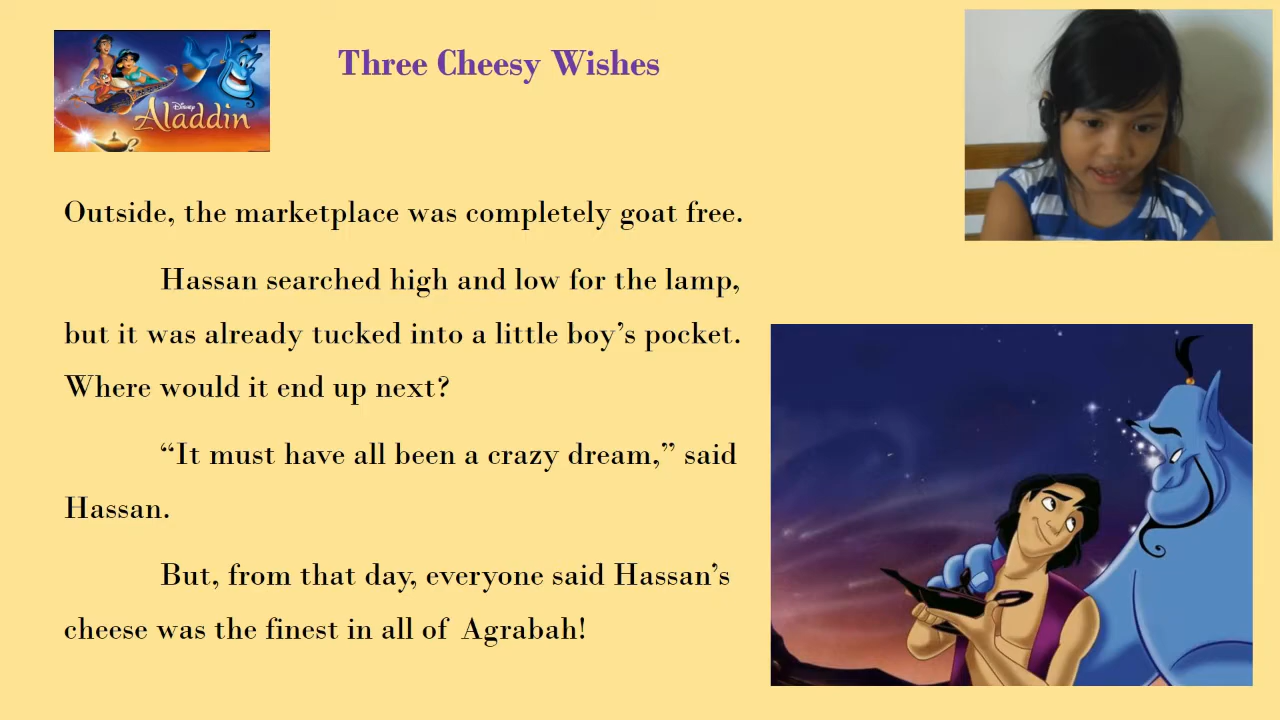 Disney
Aladdin
Three Cheesy Wishes
Outside, the marketplace was completely goat free.
Hassan searched high and low for the lamp,
but it was already tucked into a little boy’s pocket.
Where would it end up next?
“It must have all been a crazy dream,” said
Hassan.
But, from that day, everyone said Hassan’s
cheese was the finest in all of Agrabah!